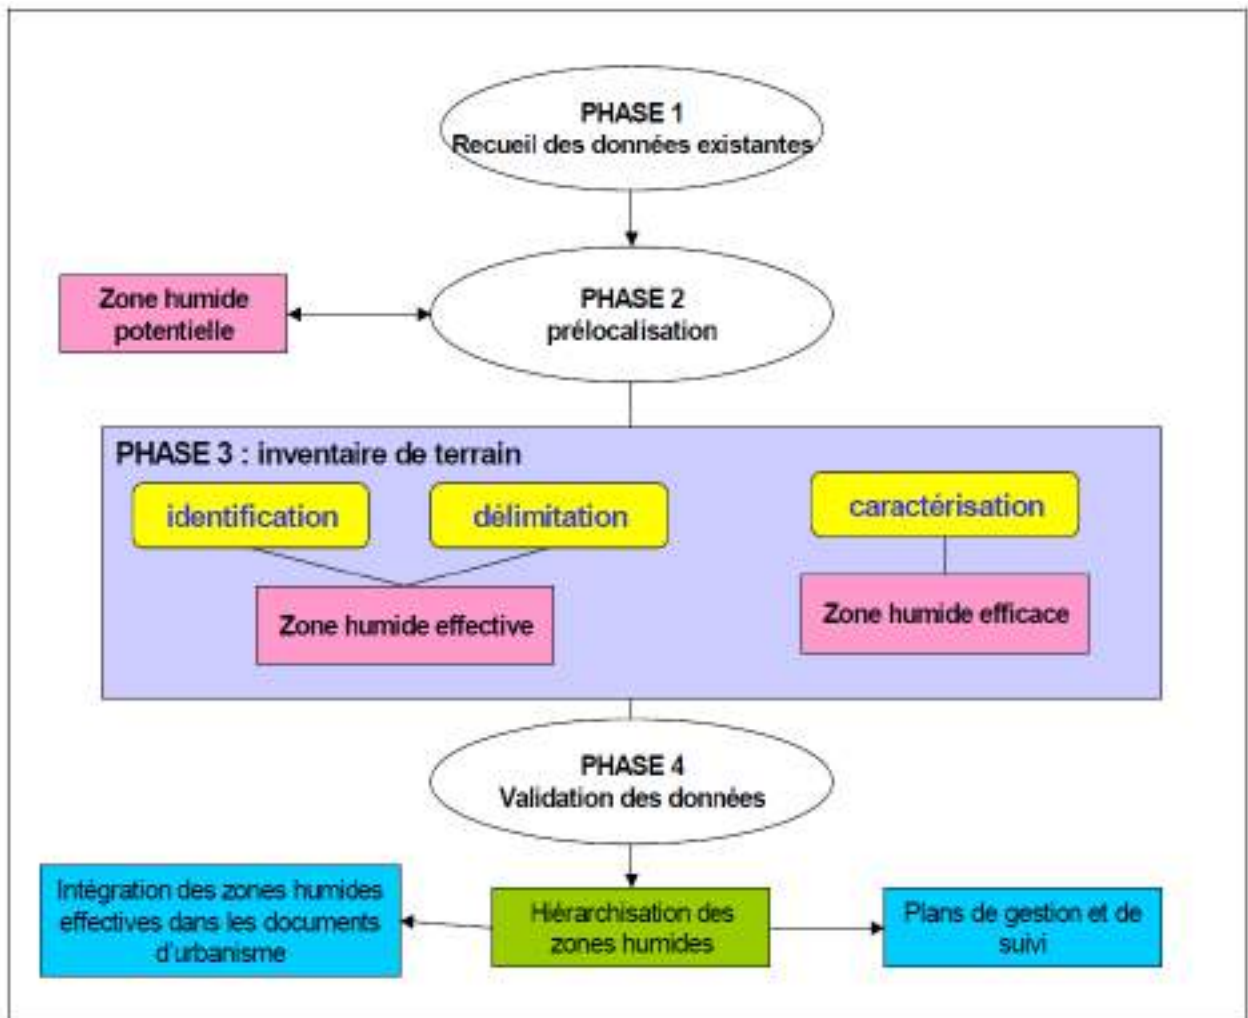 PHASE 1
Recueil des données existantes
Zone humide
potentielle
PHASE 2
prélocalisation
PHASE 3 : inventaire de terrain
identification
délimitation
caractérisation
Zone humide effective
Zone humide efficace
PHASE 4
Validation des données
Intégration des zones humides
effectives dans les documents
d'urbanisme
Hiérarchisation des
zones humides
Plans de gestion et de
suivi